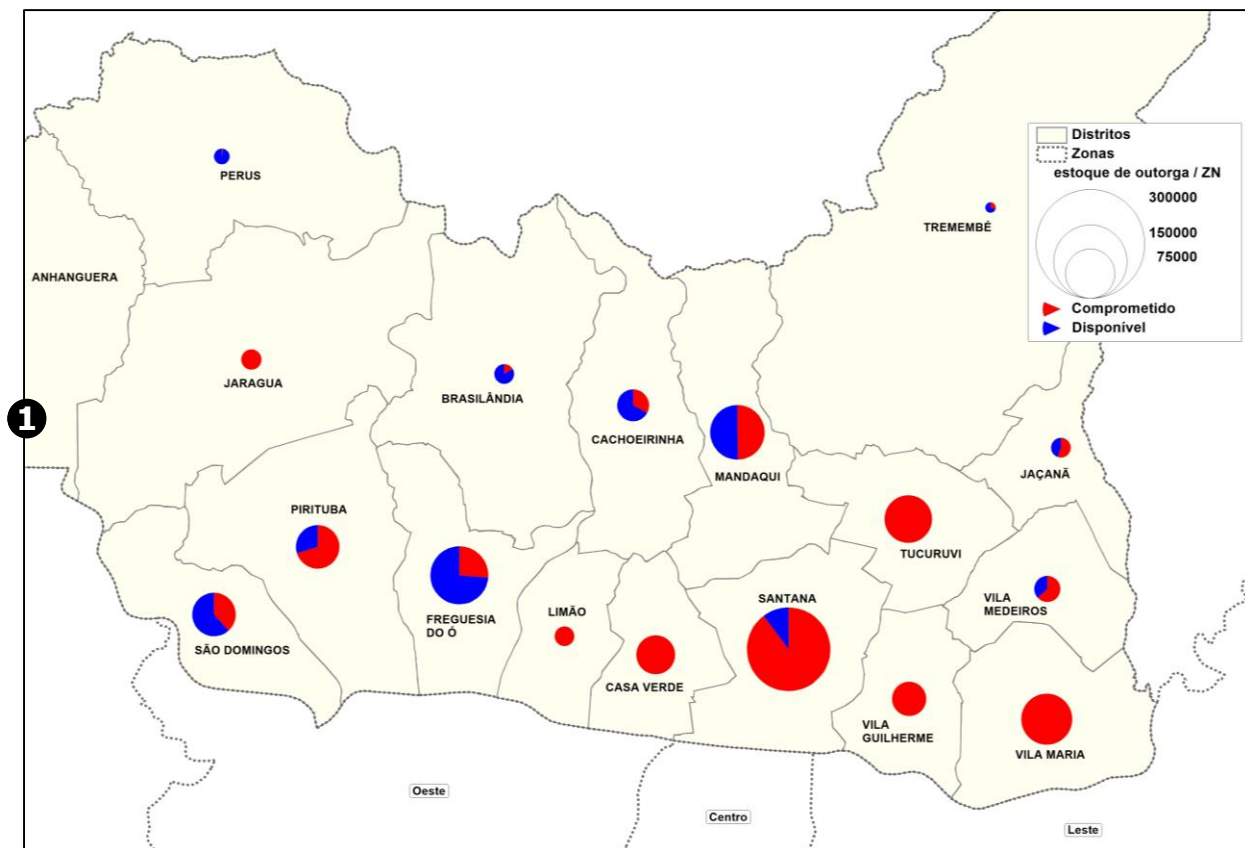 PERUS
ANHANGUERA
JARAGUA
BRASILÂNDIA
CACHOEIRINHA
MANDAQUI
TREMEMBÉ
Distritos
Zonas
estoque de outorga / ZN
300000
150000
75000
Comprometido
Disponível
1
JAÇANÃ
TUCURUVI
PIRITUBA
SÃO DOMINGOS
FREGUESIA
DO Ó
LIMÃO
CASA VERDE
SANTANA
VILA
MEDEIROS
VILA
GUILHERME
VILA MARIA
Oeste
Centro
Leste